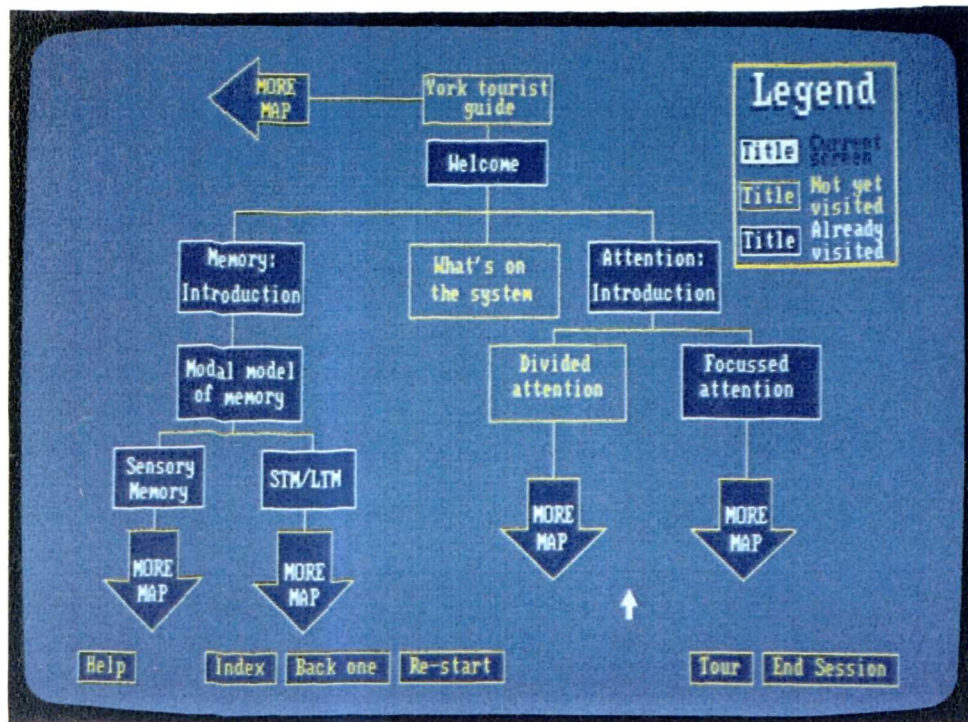 MORE
MAP
York tourist
guide
Legend
Title
Current
screen
Title
Not yet
visited
Title
Already
visited
Welcome
Memory:
Introduction
What's on
the system
Attention:
Introduction
Modal model
of memory
Divided
attention
Focussed
attention
Sensory
Memory
STM/LTM
MORE
MAP
MORE
MAP
MORE
MAP
MORE
MAP
Help
Index
Back one
Re-start
Tour
End Session